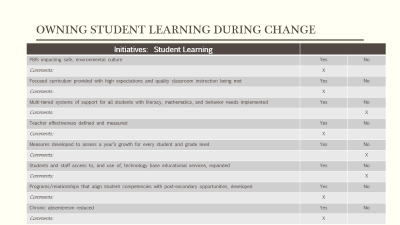 OWNING STUDENT LEARNING DURING CHANGE
Initiatives: Student Learning
PBIS impacting safe, environmental culture Yes No
Comments: X
Focused curriculum provided with high expectations and quality classroom instruction being met Yes No
Comments: X
Multi-tiered systems of support for all students with literacy, mathematics, and behavior needs implemented Yes No
Comments: X
Teacher effectiveness defined and measured Yes No
Comments: X
Measures developed to assess a year's growth for every student and grade level Yes No
Comments: X
Students and staff access to, and use of, technology base educational services, expanded Yes No
Comments: X
Programs/relationships that align student competencies with post-secondary opportunities, developed Yes No
Comments: X
Chronic absenteeism reduced Yes No
Comments: X